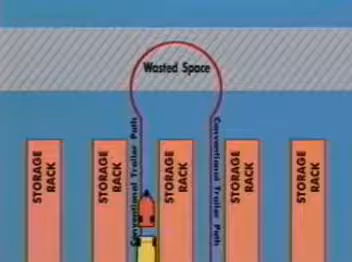 Wasted Space
Conventional Trailer Path
Conventional Trailer Path
STORAGE
RACK
STORAGE
RACK
STORAGE
RACK
STORAGE
RACK
STORAGE
RACK